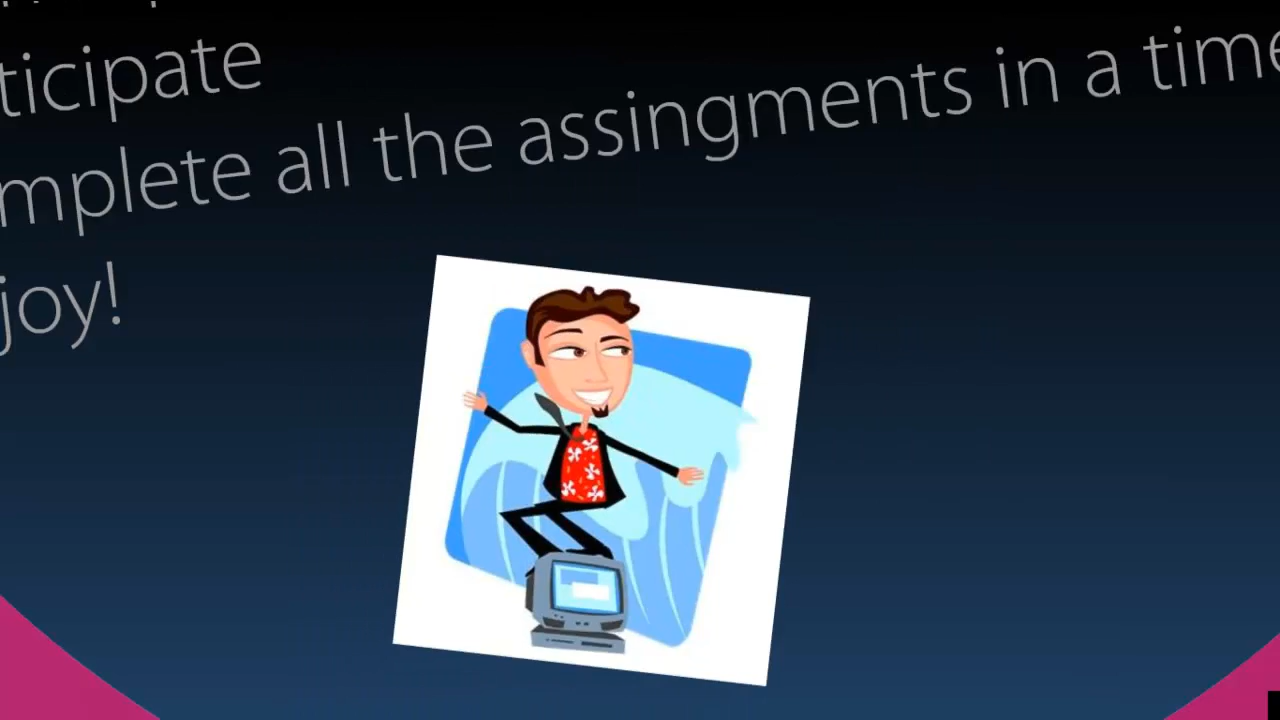 ticipate
mplete all the assingments in a time
joy!